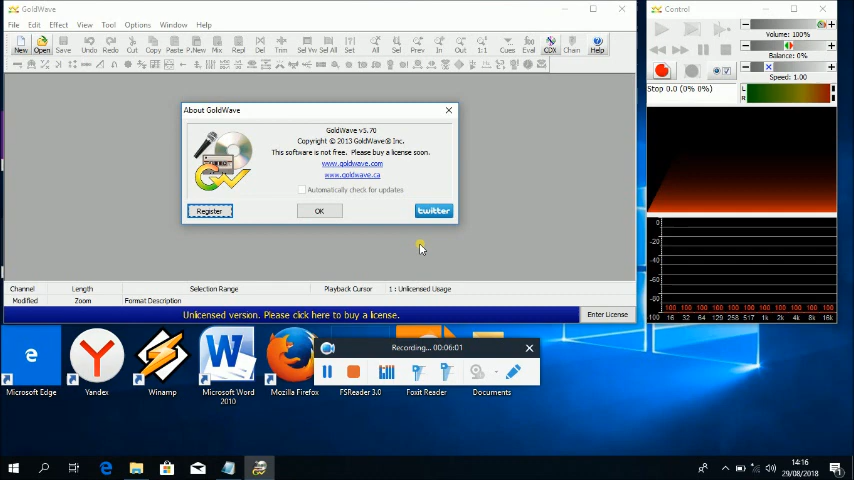 GoldWave
File Edit Effect View Tool Options Window Help
New Open Save Undo Redo Cut Copy Paste P.New Mix Repl Del Trim Sel Vw Sel All Set All Sel Prev In Out 1:1 Cues Eval CDX Chain Help
About GoldWave
GoldWave v5.70
Copyright © 2013 GoldWave® Inc.
This software is not free. Please buy a license soon.
www.goldwave.com
www.goldwave.ca
Automatically check for updates
Register OK twitter
Channel Length Selection Range Playback Cursor 1 : Unlicensed Usage
Modified Zoom Format Description
Unlicensed version. Please click here to buy a license. Enter License
Control
Volume: 100%
Balance: 0%
Speed: 1.00
Stop 0.0 (0% 0%)
L
R
0
-20
-40
-60
-80
-100
100 100 100 100 100 100 100 100 100 100 100
16 32 64 129 258 517 1k 2k 4k 8k 16k
Recording... 00:06:01
Microsoft Edge Yandex Winamp Microsoft Word 2010 Mozilla Firefox FSReader 3.0 Foxit Reader Documents
14:16
29/08/2018
1